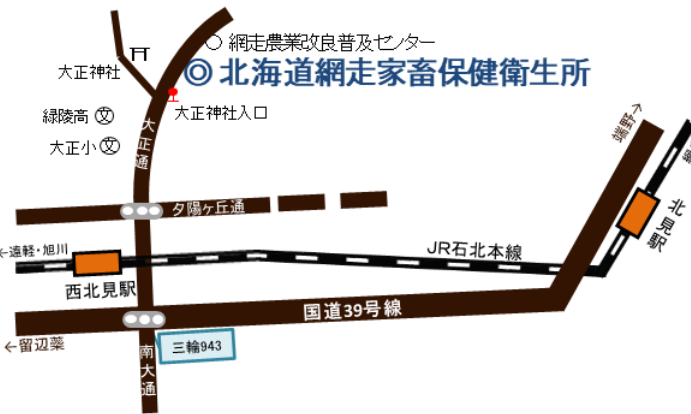 網走農業改良普及センター
大正神社
◎北海道網走家畜保健衛生所
大正神社入口
緑陵高 文
大正小 文
大正通
端野→
夕陽ヶ丘通
北見駅
←遠軽・旭川
JR石北本線
西北見駅
国道39号線
←留辺蘂
三輪943
南大通